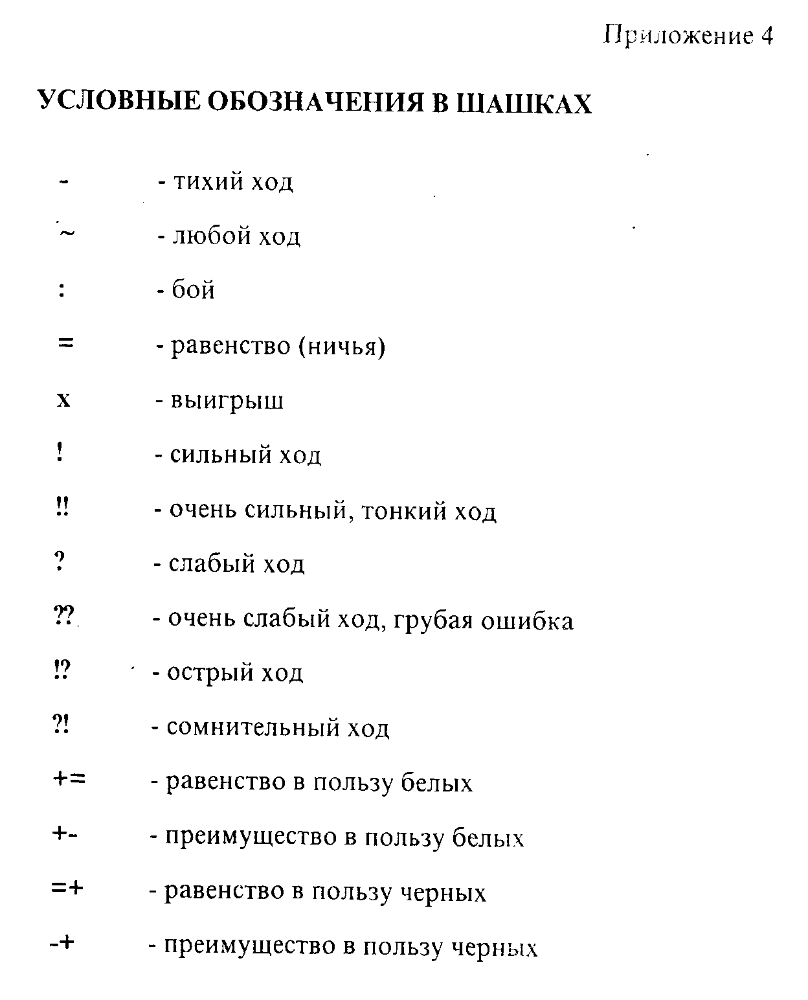 Приложение 4
УСЛОВНЫЕ ОБОЗНАЧЕНИЯ В ШАШКАХ
- - тихий ход
~ - любой ход
: - бой
= - равенство (ничья)
х - выигрыш
! - сильный ход
!! - очень сильный, тонкий ход
? - слабый ход
?? - очень слабый ход, грубая ошибка
!? - острый ход
?! - сомнительный ход
+= - равенство в пользу белых
+- - преимущество в пользу белых
=+ - равенство в пользу черных
-+ - преимущество в пользу черных